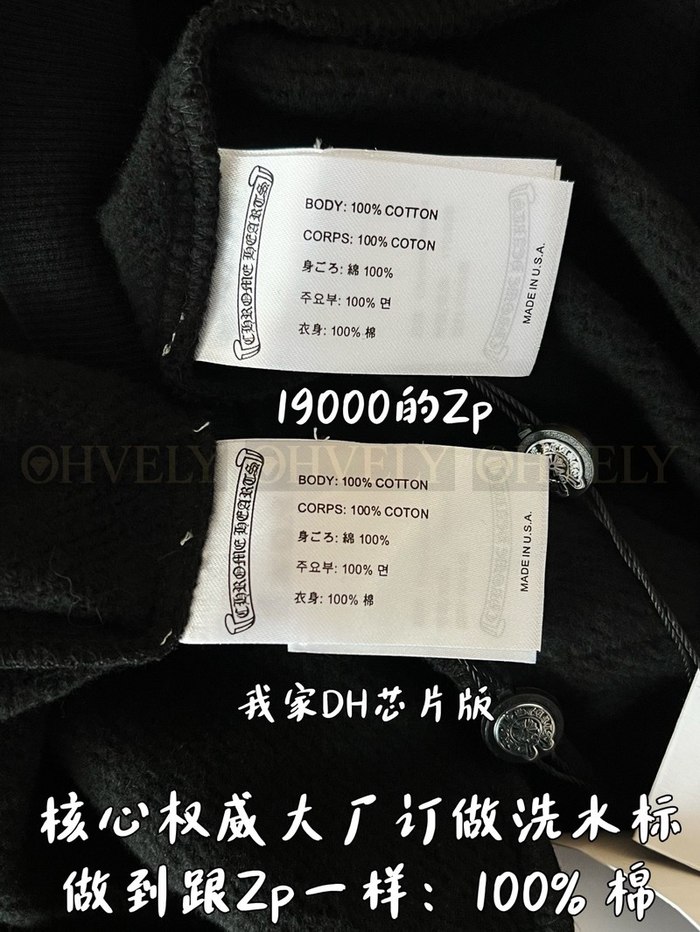 CHROME HEARTS
BODY: 100% COTTON
CORPS: 100% COTON
身ごろ: 綿 100%
주요부: 100% 면
衣身: 100% 棉
MADE IN U.S.A.
19000的Zp
OHVELY OHVELY OHVELY
CHROME HEARTS
BODY: 100% COTTON
CORPS: 100% COTON
身ごろ: 綿 100%
주요부: 100% 면
衣身: 100% 棉
MADE IN U.S.A.
我家DH芯片版
核心权威大厂订做洗水标
做到跟Zp一样：100% 棉